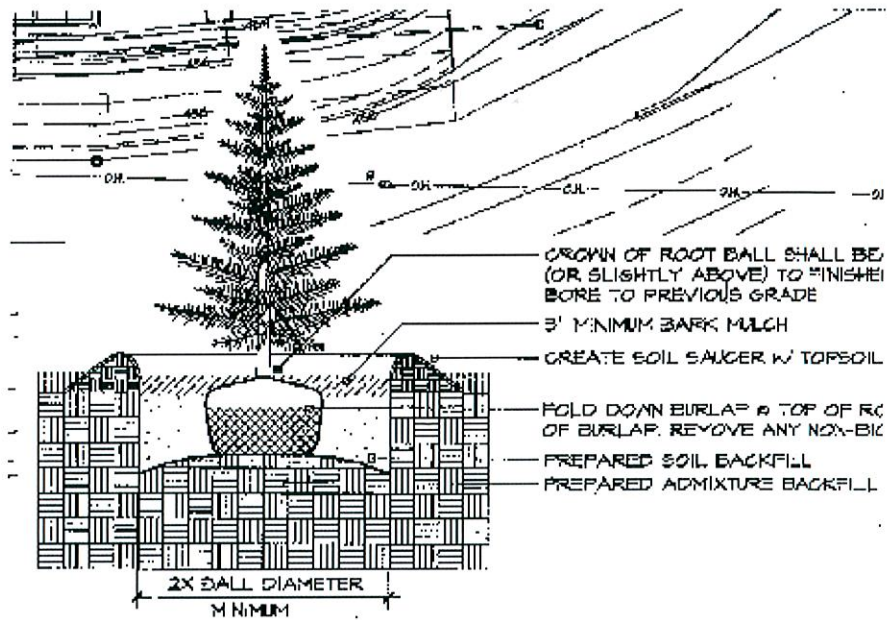 450
O.H.
O.H.
O.H.
O.H.
CROWN OF ROOT BALL SHALL BE
(OR SLIGHTLY ABOVE) TO FINISHE
BORE TO PREVIOUS GRADE
3" MINIMUM BARK MULCH
CREATE SOIL SAUCER W/ TOPSOIL
FOLD DOWN BURLAP @ TOP OF RO
OF BURLAP. REMOVE ANY NON-BIO
PREPARED SOIL BACKFILL
PREPARED ADMIXTURE BACKFILL
2X BALL DIAMETER
MINIMUM